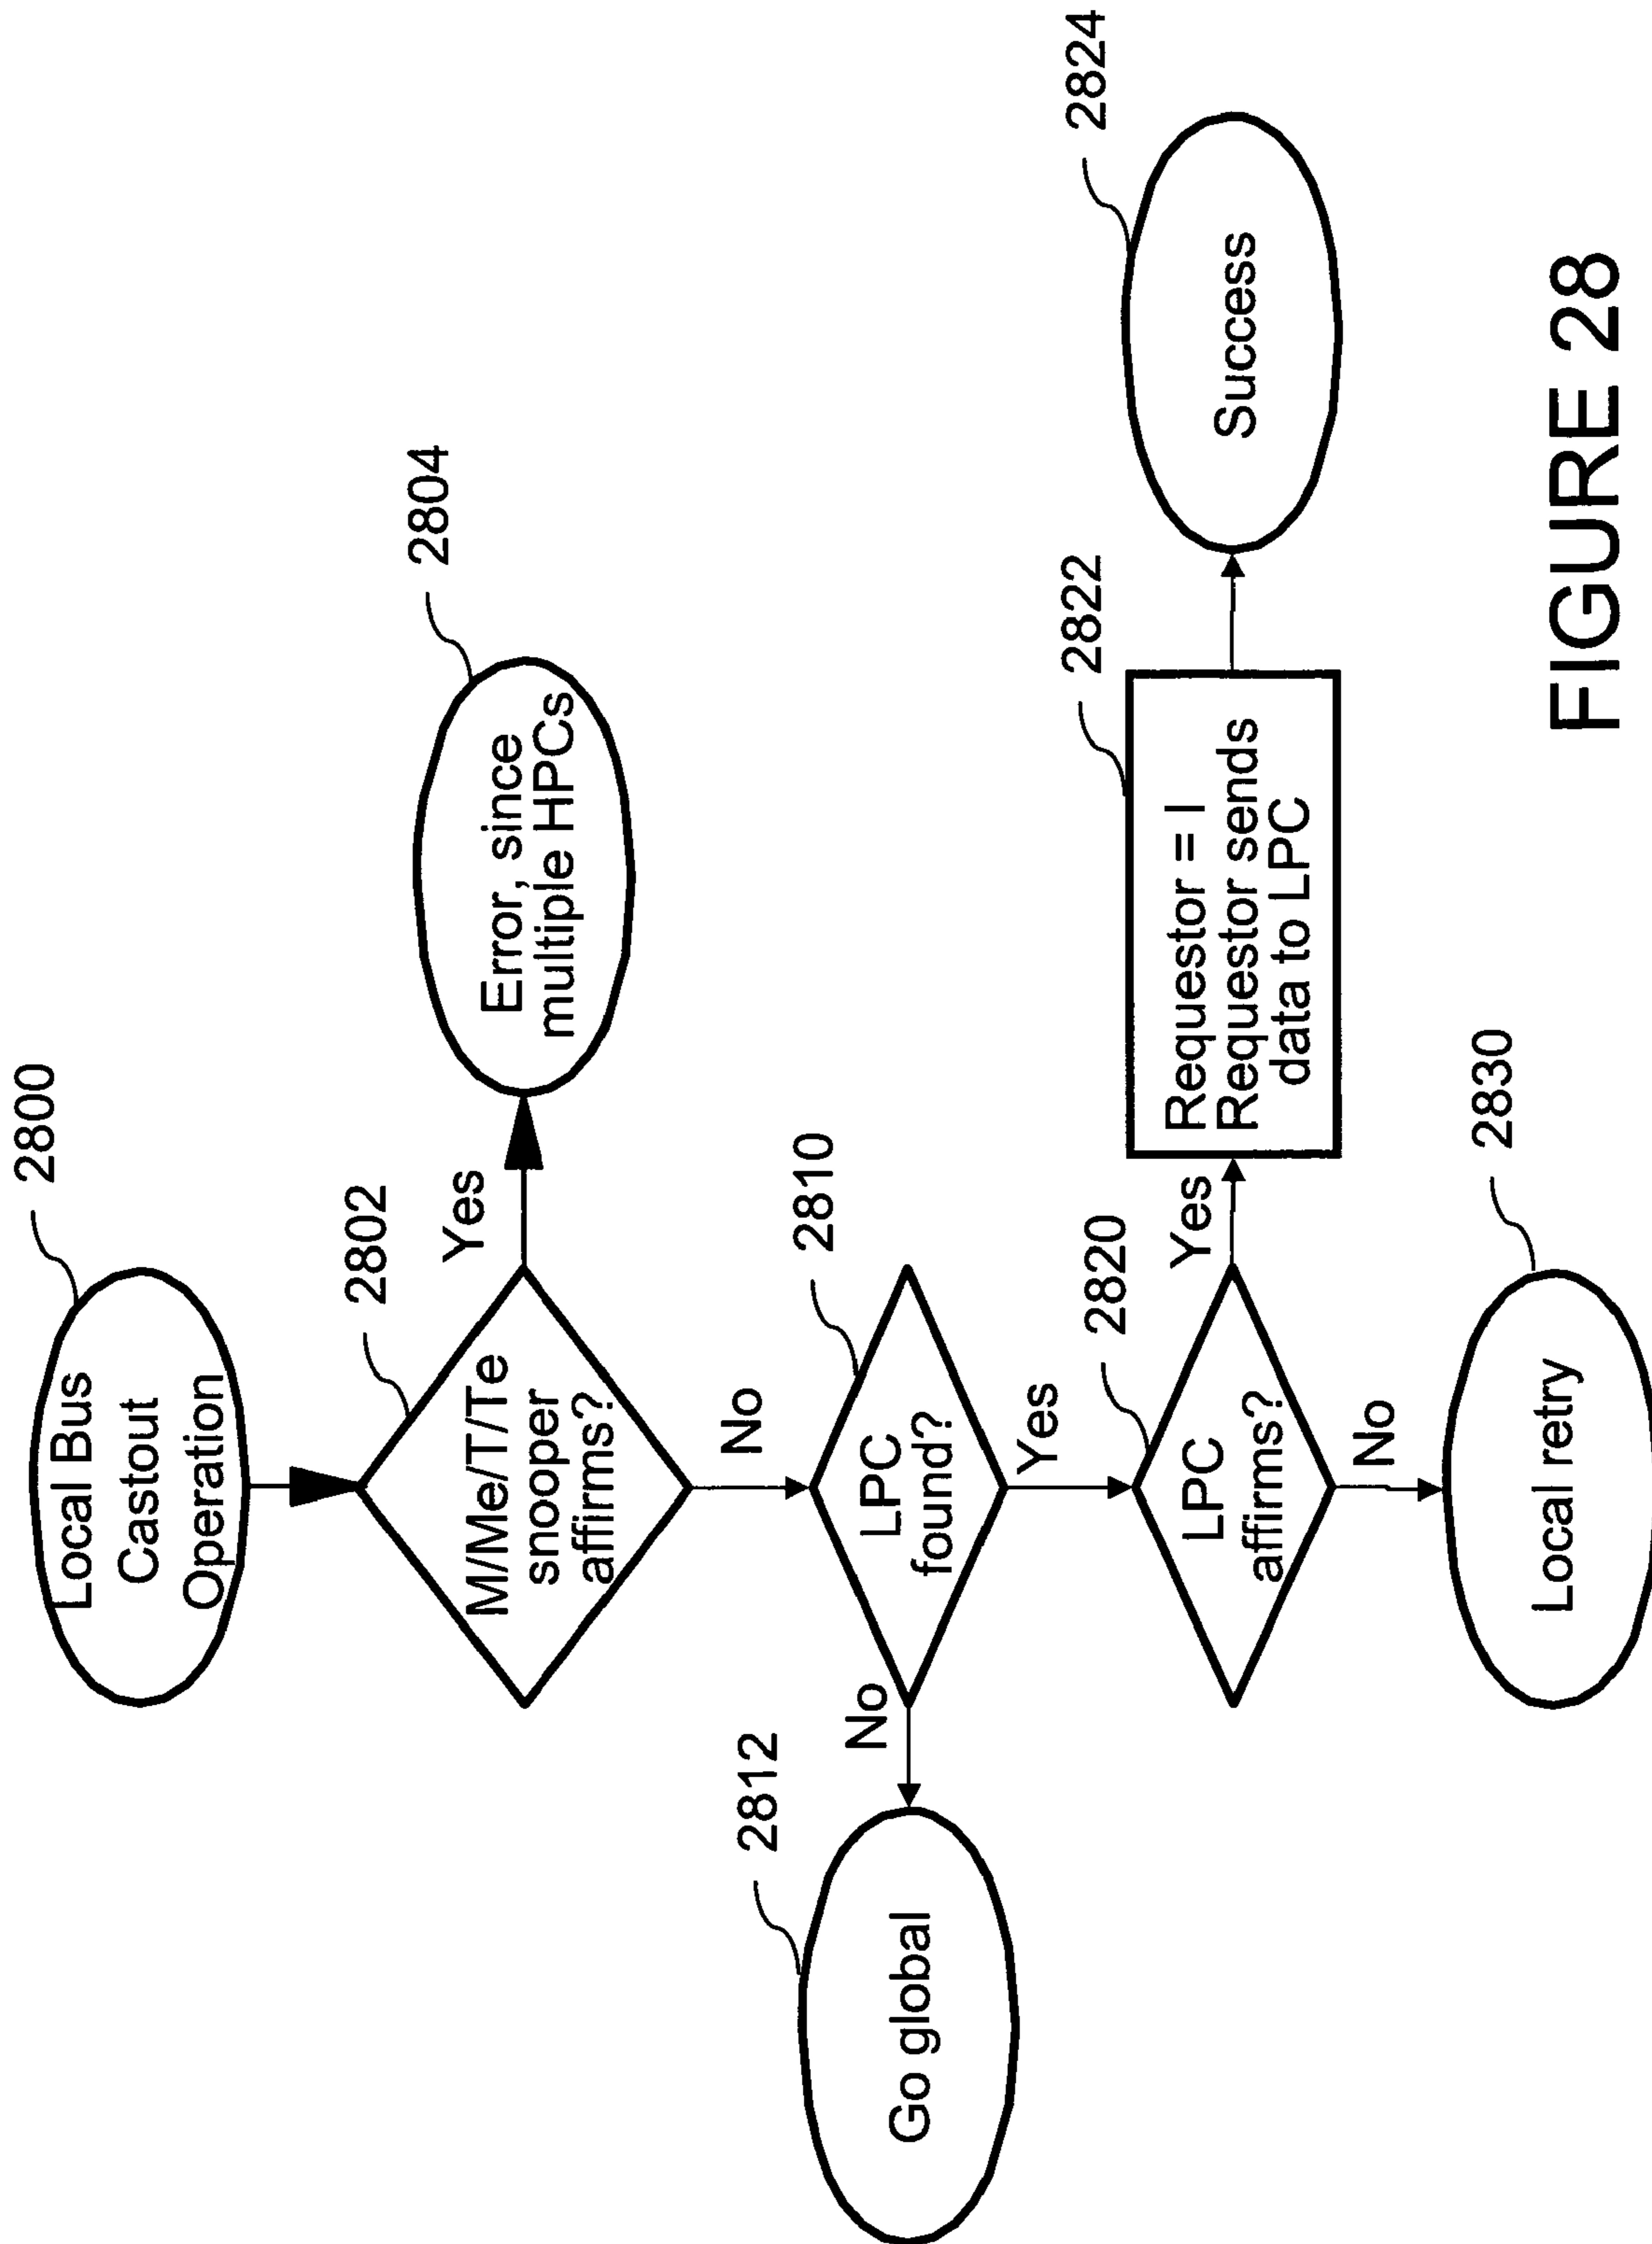 2800
Local Bus
Castout
Operation
2802
M/Me/T/Te
snooper
affirms?
Yes
2804
Error, since
multiple HPCs
No
2810
LPC
found?
No
2812
Go global
Yes
2820
LPC
affirms?
Yes
2822
Requestor = I
Requestor sends
data to LPC
2824
Success
No
2830
Local retry
FIGURE 28